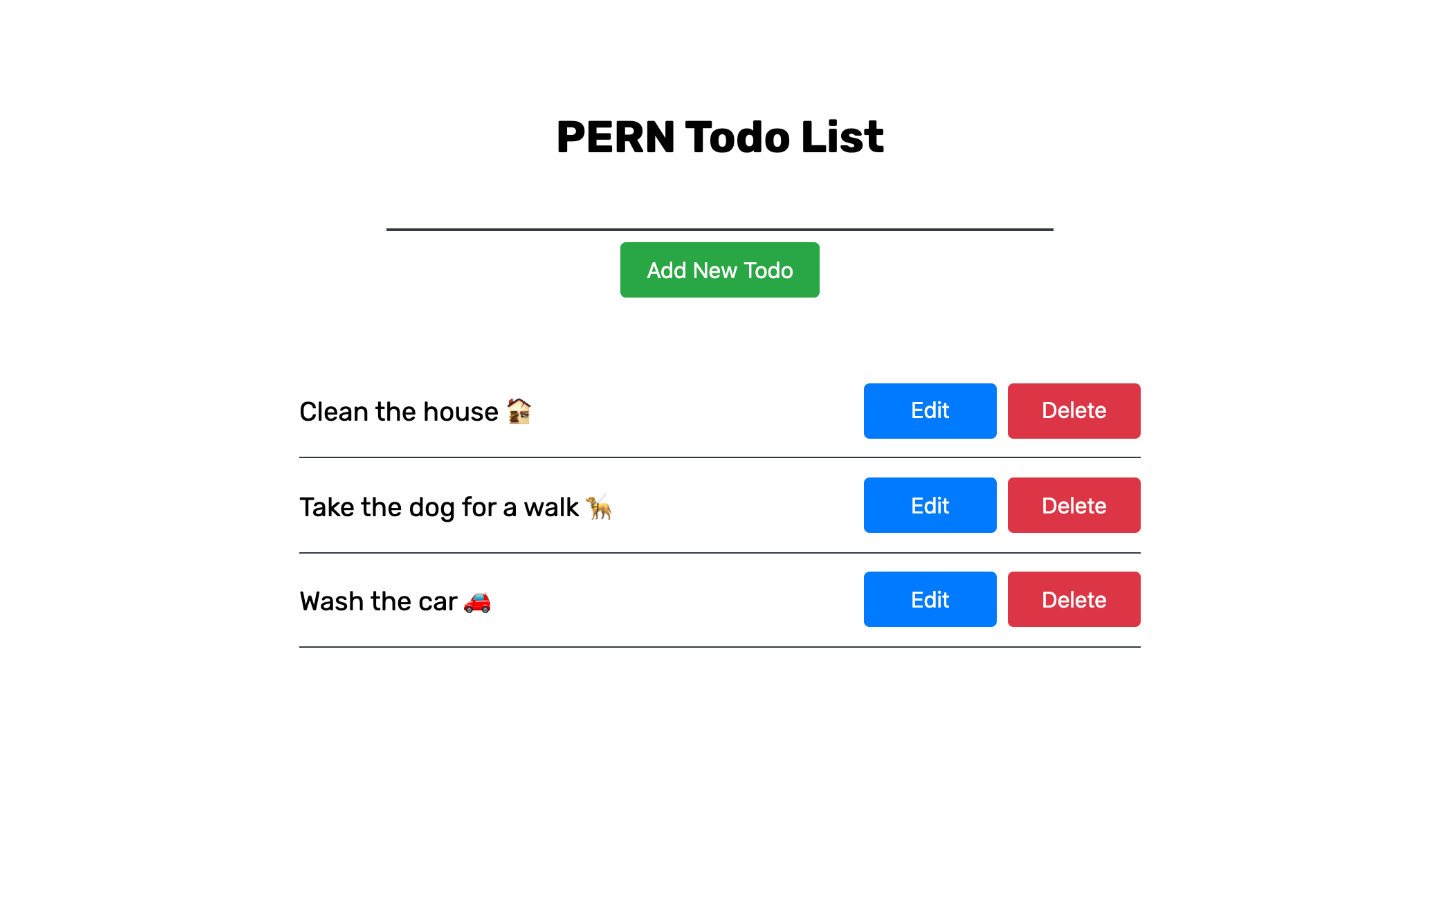 PERN Todo List
Add New Todo
Clean the house 🏚️ Edit Delete
Take the dog for a walk 🦮 Edit Delete
Wash the car 🚗 Edit Delete